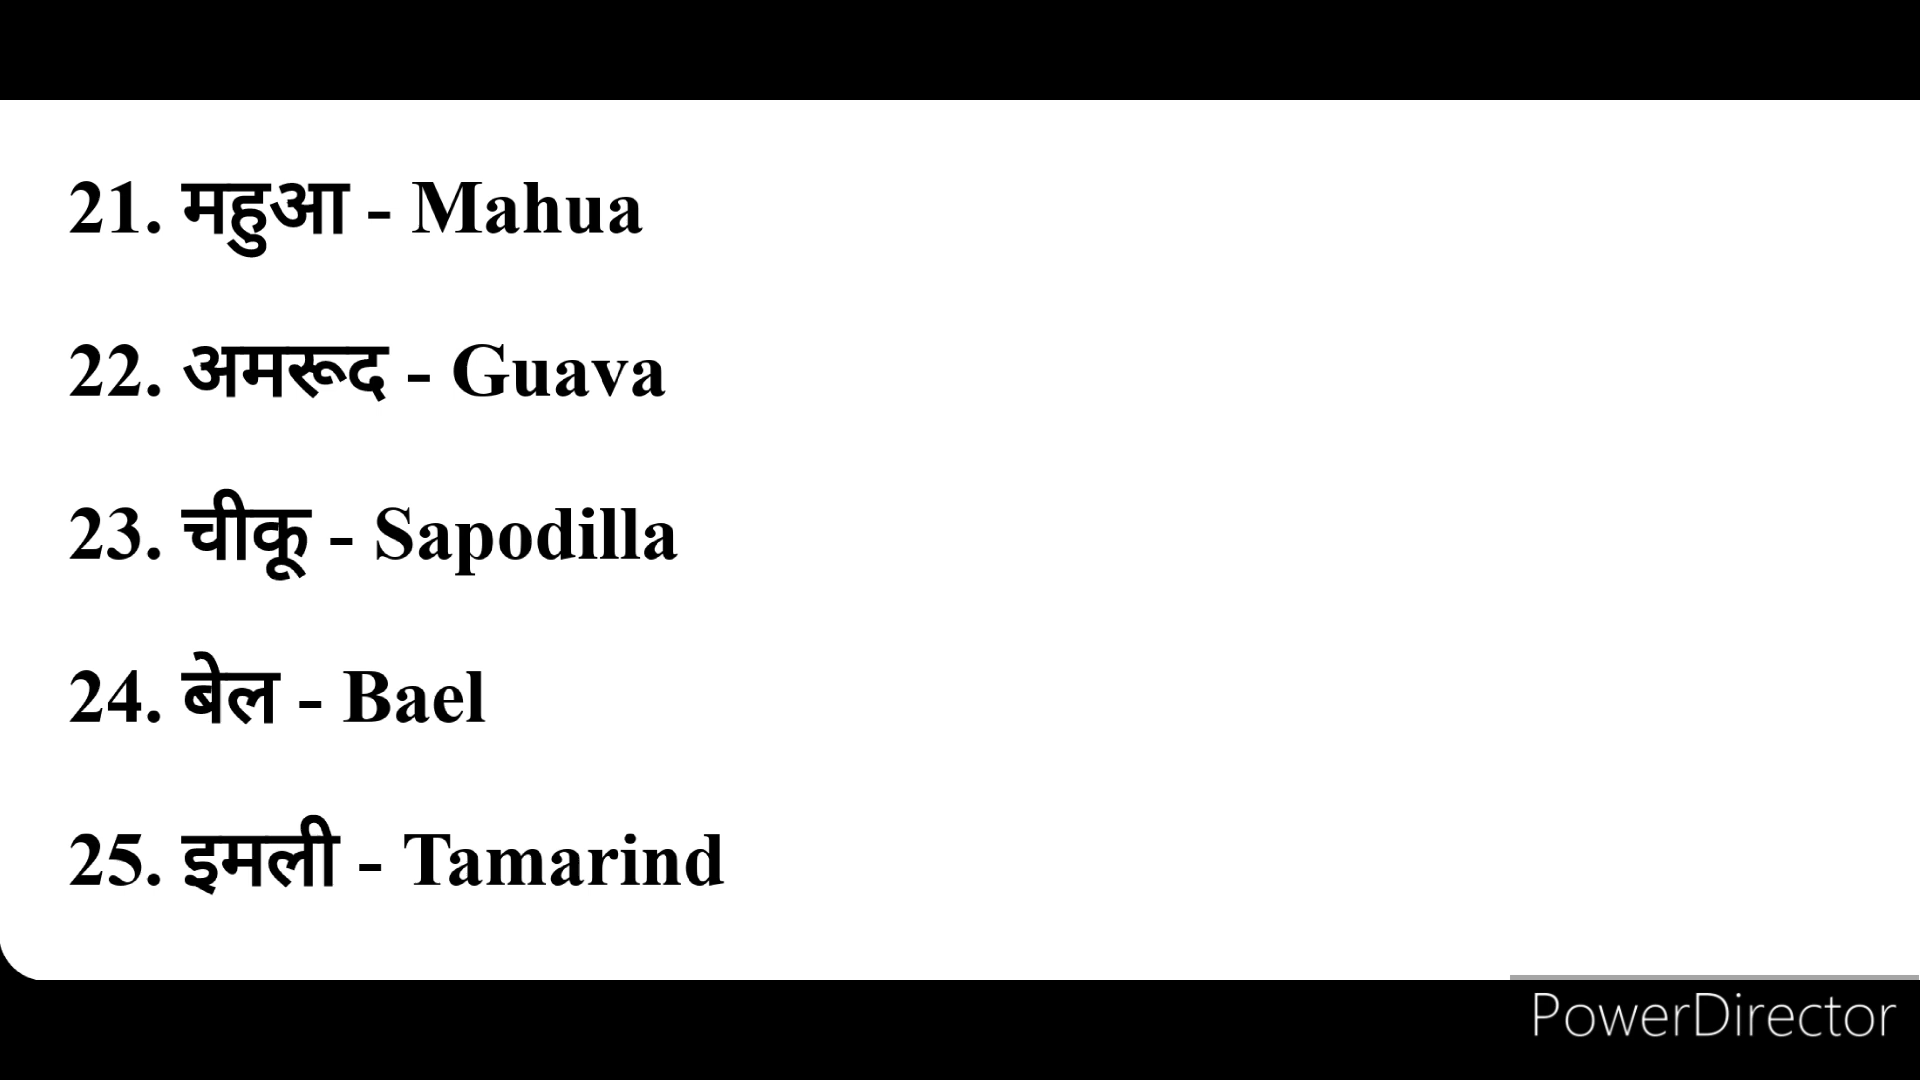 21. महुआ - Mahua
22. अमरूद - Guava
23. चीकू - Sapodilla
24. बेल - Bael
25. इमली - Tamarind
PowerDirector